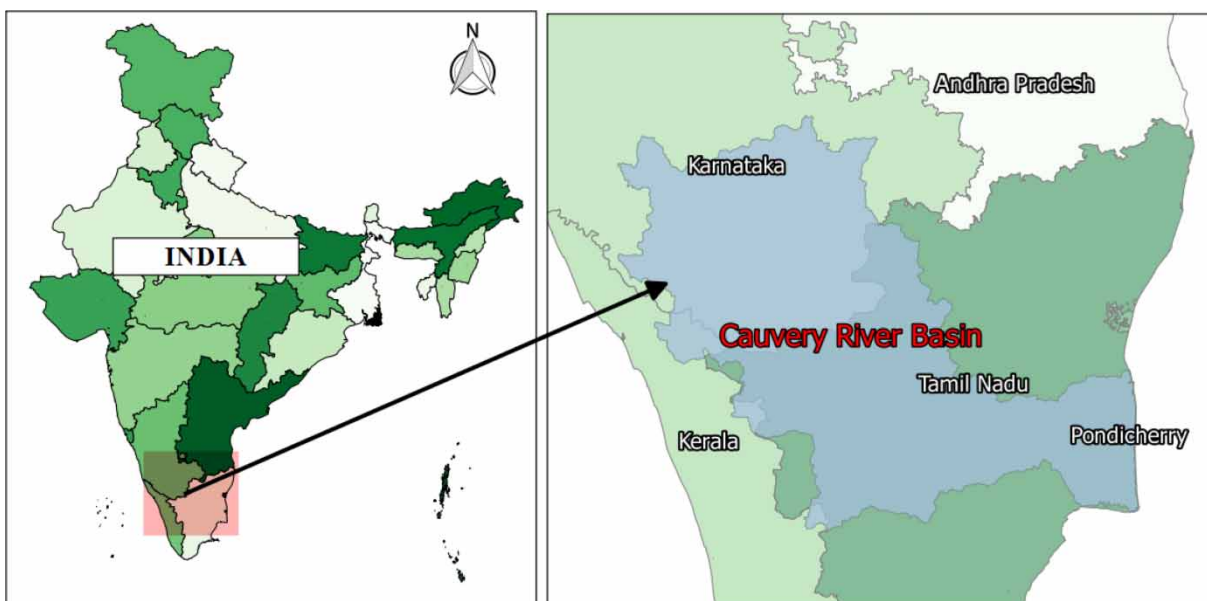 N
INDIA
Andhra Pradesh
Karnataka
Cauvery River Basin
Tamil Nadu
Kerala
Pondicherry